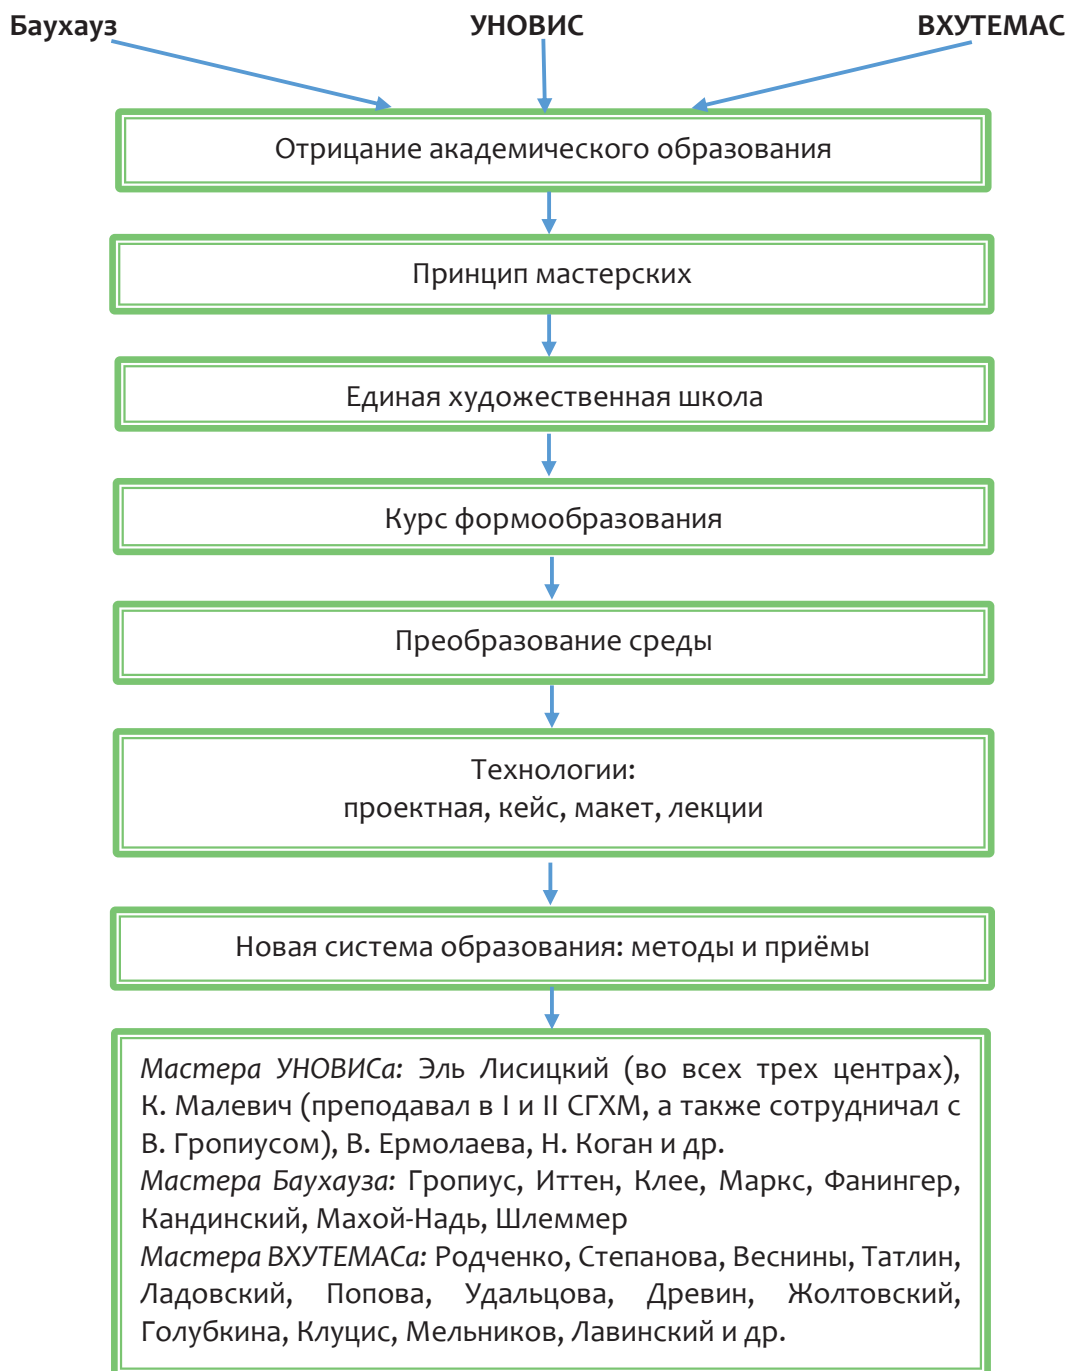 Баухауз УНОВИС ВХУТЕМАС
Отрицание академического образования
Принцип мастерских
Единая художественная школа
Курс формообразования
Преобразование среды
Технологии:
проектная, кейс, макет, лекции
Новая система образования: методы и приёмы
Мастера УНОВИСа: Эль Лисицкий (во всех трех центрах),
К. Малевич (преподавал в I и II СГХМ, а также сотрудничал с
В. Гропиусом), В. Ермолаева, Н. Коган и др.
Мастера Баухауза: Гропиус, Иттен, Клее, Маркс, Фанингер,
Кандинский, Махой-Надь, Шлеммер
Мастера ВХУТЕМАСа: Родченко, Степанова, Веснины, Татлин,
Ладовский, Попова, Удальцова, Древин, Жолтовский,
Голубкина, Клуцис, Мельников, Лавинский и др.